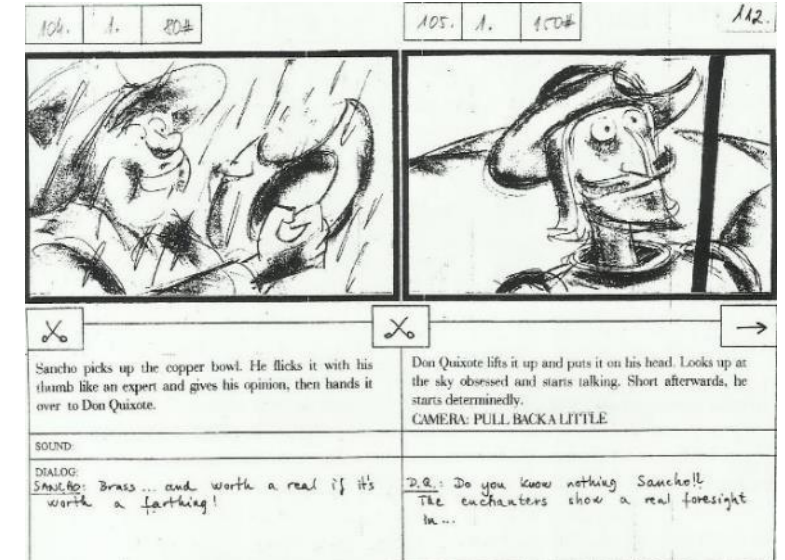 104. 1. 80#
105. 1. 150#
112.
Sancho picks up the copper bowl. He flicks it with his
thumb like an expert and gives his opinion, then hands it
over to Don Quixote.
SOUND:
DIALOG:
SANCHO: Brass ... and worth a real if it's
worth a farthing!
Don Quixote lifts it up and puts it on his head. Looks up at
the sky obsessed and starts talking. Short afterwards, he
starts determinedly.
CAMERA: PULL BACK A LITTLE
D.Q.: Do you know nothing Sancho!!
The enchanters show a real foresight
in ...